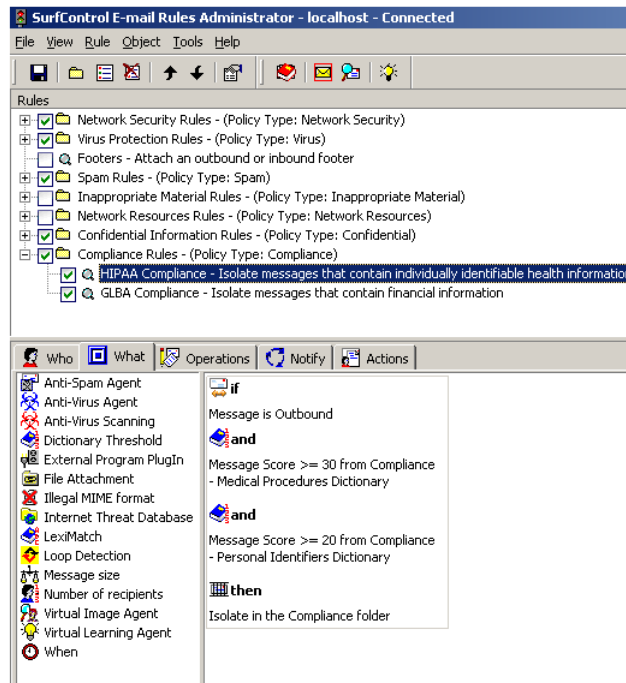 SurfControl E-mail Rules Administrator - localhost - Connected
File View Rule Object Tools Help
Rules
Network Security Rules - (Policy Type: Network Security)
Virus Protection Rules - (Policy Type: Virus)
Footers - Attach an outbound or inbound footer
Spam Rules - (Policy Type: Spam)
Inappropriate Material Rules - (Policy Type: Inappropriate Material)
Network Resources Rules - (Policy Type: Network Resources)
Confidential Information Rules - (Policy Type: Confidential)
Compliance Rules - (Policy Type: Compliance)
HIPAA Compliance - Isolate messages that contain individually identifiable health informatio
GLBA Compliance - Isolate messages that contain financial information
Who What Operations Notify Actions
Anti-Spam Agent
Anti-Virus Agent
Anti-Virus Scanning
Dictionary Threshold
External Program PlugIn
File Attachment
Illegal MIME format
Internet Threat Database
LexiMatch
Loop Detection
Message size
Number of recipients
Virtual Image Agent
Virtual Learning Agent
When
if
Message is Outbound
and
Message Score >= 30 from Compliance
- Medical Procedures Dictionary
and
Message Score >= 20 from Compliance
- Personal Identifiers Dictionary
then
Isolate in the Compliance folder